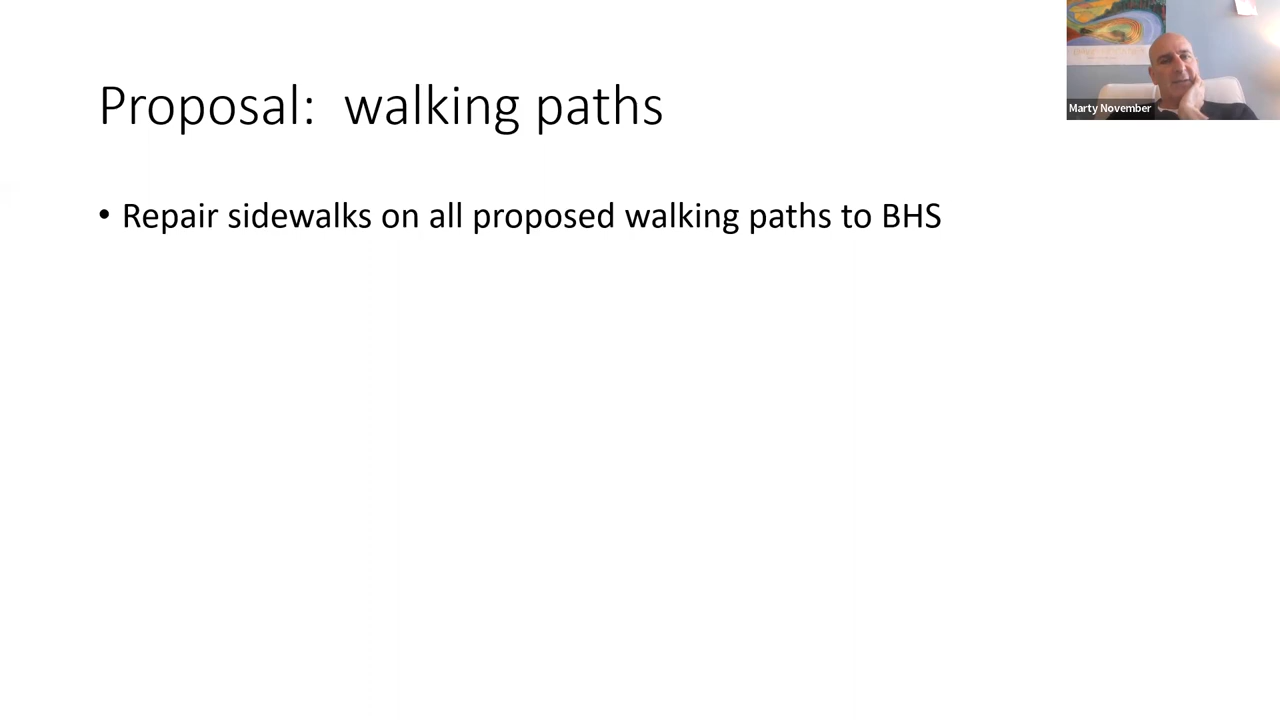 Proposal:  walking paths
• Repair sidewalks on all proposed walking paths to BHS
Marty November